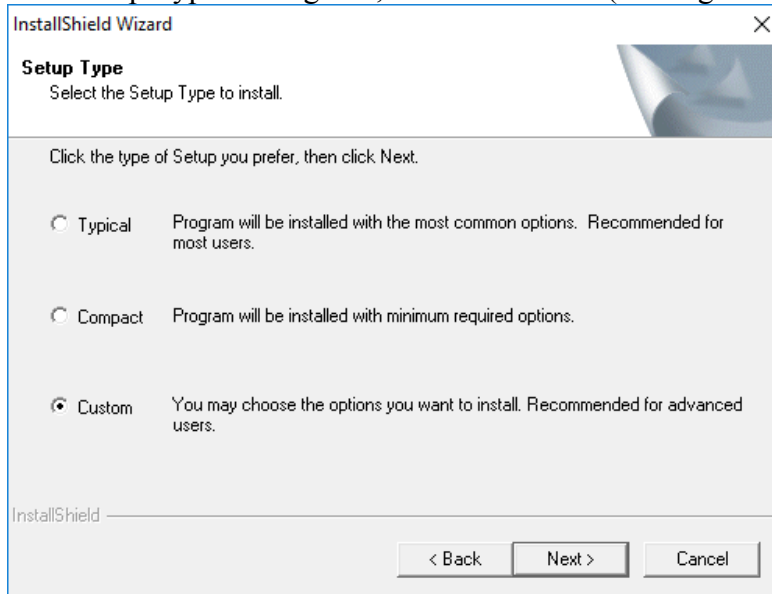 InstallShield Wizard
Setup Type
Select the Setup Type to install.
Click the type of Setup you prefer, then click Next.
Typical Program will be installed with the most common options. Recommended for
most users.
Compact Program will be installed with minimum required options.
Custom You may choose the options you want to install. Recommended for advanced
users.
InstallShield
< Back Next > Cancel